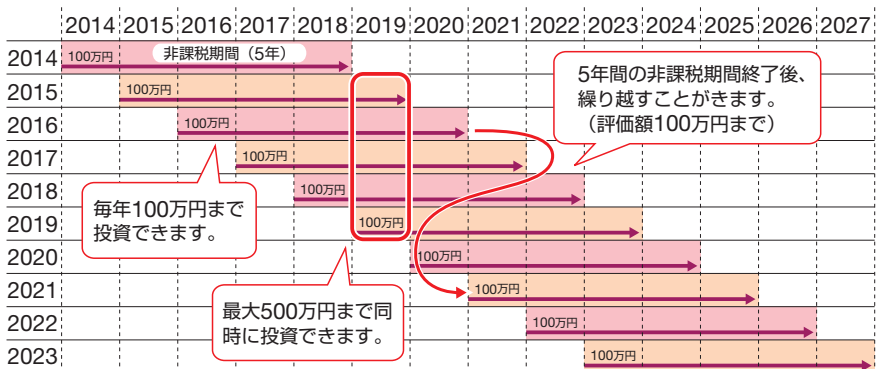 2014 2015 2016 2017 2018 2019 2020 2021 2022 2023 2024 2025 2026 2027
2014 100万円 非課税期間（5年）
2015 100万円
2016 100万円
2017 100万円
2018 100万円
2019 100万円
2020 100万円
2021 100万円
2022 100万円
2023 100万円
5年間の非課税期間終了後、
繰り越すことがきます。
（評価額100万円まで）
毎年100万円まで
投資できます。
最大500万円まで同
時に投資できます。